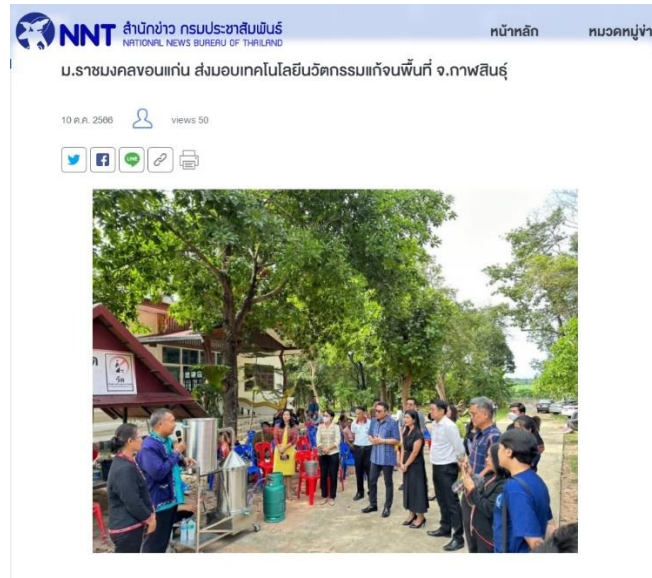 NNT สำนักข่าว กรมประชาสัมพันธ์
NATIONAL NEWS BUREAU OF THAILAND
หน้าหลัก
หมวดหมู่ข่า
ม.ราชมงคลขอนแก่น ส่งมอบเทคโนโลยีนวัตกรรมแก้จนพื้นที่ จ.กาฬสินธุ์
10 ต.ค. 2566
views 50
LINE